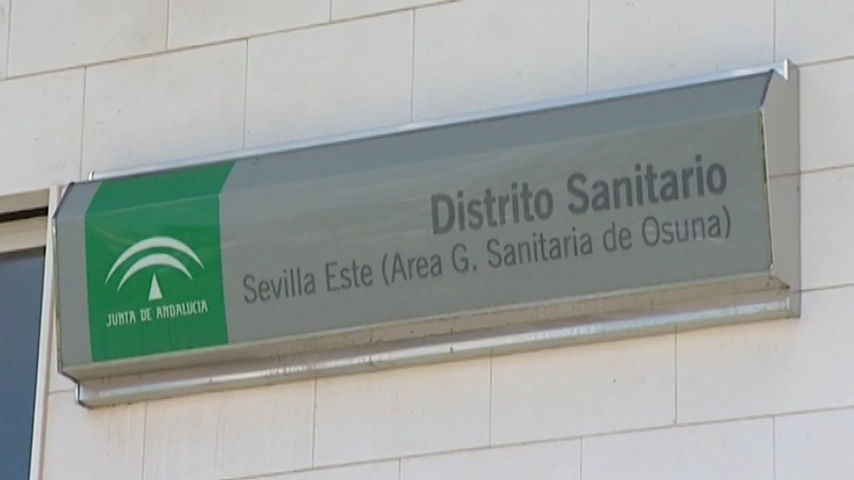 Distrito Sanitario
Sevilla Este (Area G. Sanitaria de Osuna)
JUNTA DE ANDALUCIA